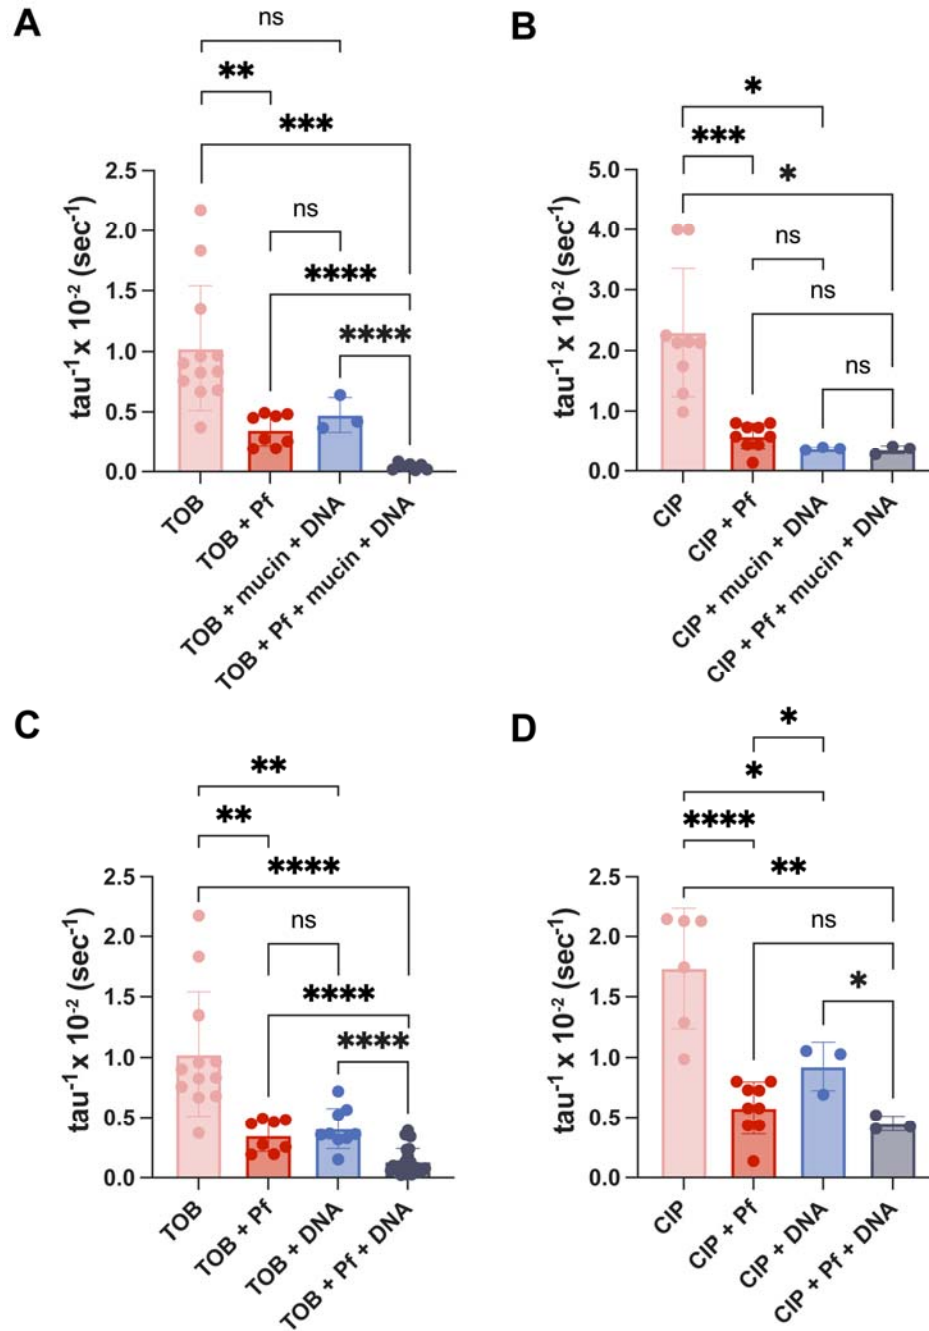 A
ns
**
***
ns
****
****
tau⁻¹ x 10⁻² (sec⁻¹)
2.5
2.0
1.5
1.0
0.5
0.0
TOB
TOB + Pf
TOB + mucin + DNA
TOB + Pf + mucin + DNA
B
*
***
*
ns
ns
ns
tau⁻¹ x 10⁻² (sec⁻¹)
5.0
4.0
3.0
2.0
1.0
0.0
CIP
CIP + Pf
CIP + mucin + DNA
CIP + Pf + mucin + DNA
C
**
**
****
ns
****
****
tau⁻¹ x 10⁻² (sec⁻¹)
2.5
2.0
1.5
1.0
0.5
0.0
TOB
TOB + Pf
TOB + DNA
TOB + Pf + DNA
D
*
*
****
**
ns
*
tau⁻¹ x 10⁻² (sec⁻¹)
2.5
2.0
1.5
1.0
0.5
0.0
CIP
CIP + Pf
CIP + DNA
CIP + Pf + DNA